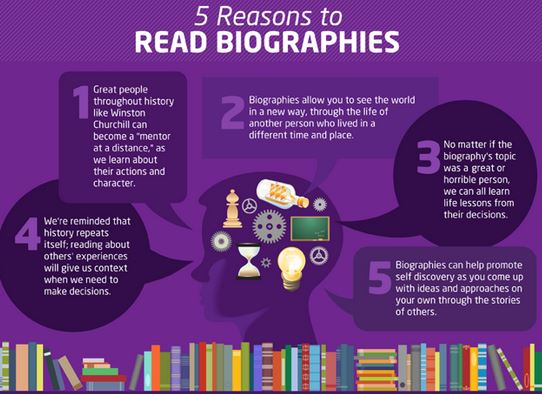 5 Reasons to
READ BIOGRAPHIES
1
Great people
throughout history
like Winston
Churchill can
become a "mentor
at a distance," as
we learn about
their actions and
character.
2
Biographies allow you to see the world
in a new way, through the life of
another person who lived in a
different time and place.
3
No matter if the
biography's topic
was a great or
horrible person,
we can all learn
life lessons from
their decisions.
4
We're reminded that
history repeats
itself; reading about
others' experiences
will give us context
when we need to
make decisions.
5
Biographies can help promote
self discovery as you come up
with ideas and approaches on
your own through the stories
of others.